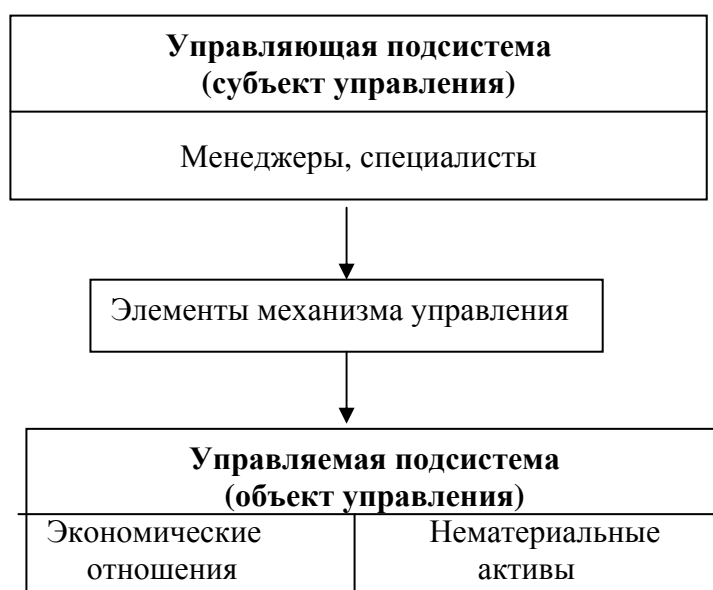 Управляющая подсистема
(субъект управления)
Менеджеры, специалисты
Элементы механизма управления
Управляемая подсистема
(объект управления)
Экономические
отношения
Нематериальные
активы